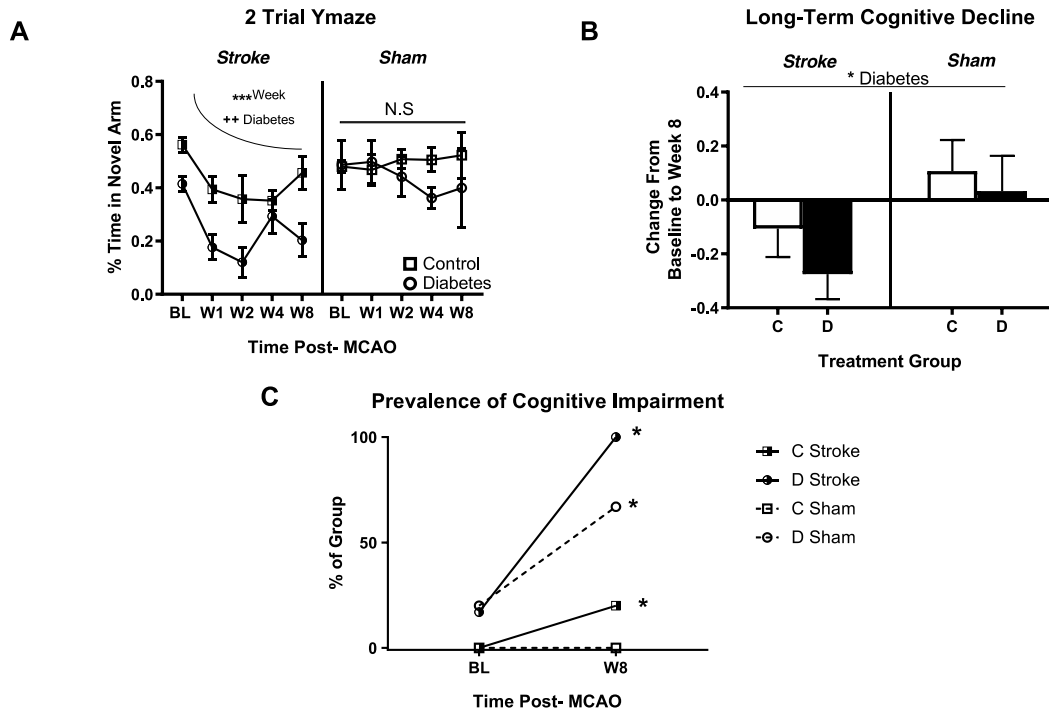 A
2 Trial Ymaze
Stroke
Sham
% Time in Novel Arm
0.8
0.6
0.4
0.2
0.0
***Week
++ Diabetes
N.S
Control
Diabetes
BL W1 W2 W4 W8
BL W1 W2 W4 W8
Time Post- MCAO
B
Long-Term Cognitive Decline
Stroke
Sham
* Diabetes
Change From
Baseline to Week 8
0.4
0.2
0.0
-0.2
-0.4
C D
C D
Treatment Group
C
Prevalence of Cognitive Impairment
% of Group
100
50
0
*
*
*
BL W8
Time Post- MCAO
C Stroke
D Stroke
C Sham
D Sham